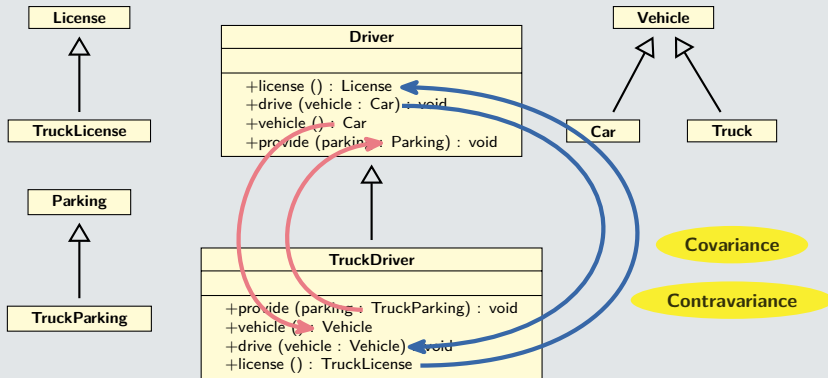 License
TruckLicense
Parking
TruckParking
Driver
+license () : License
+drive (vehicle : Car) : void
+vehicle () : Car
+provide (parking : Parking) : void
TruckDriver
+provide (parking : TruckParking) : void
+vehicle () : Vehicle
+drive (vehicle : Vehicle) : void
+license () : TruckLicense
Vehicle
Car
Truck
Covariance
Contravariance